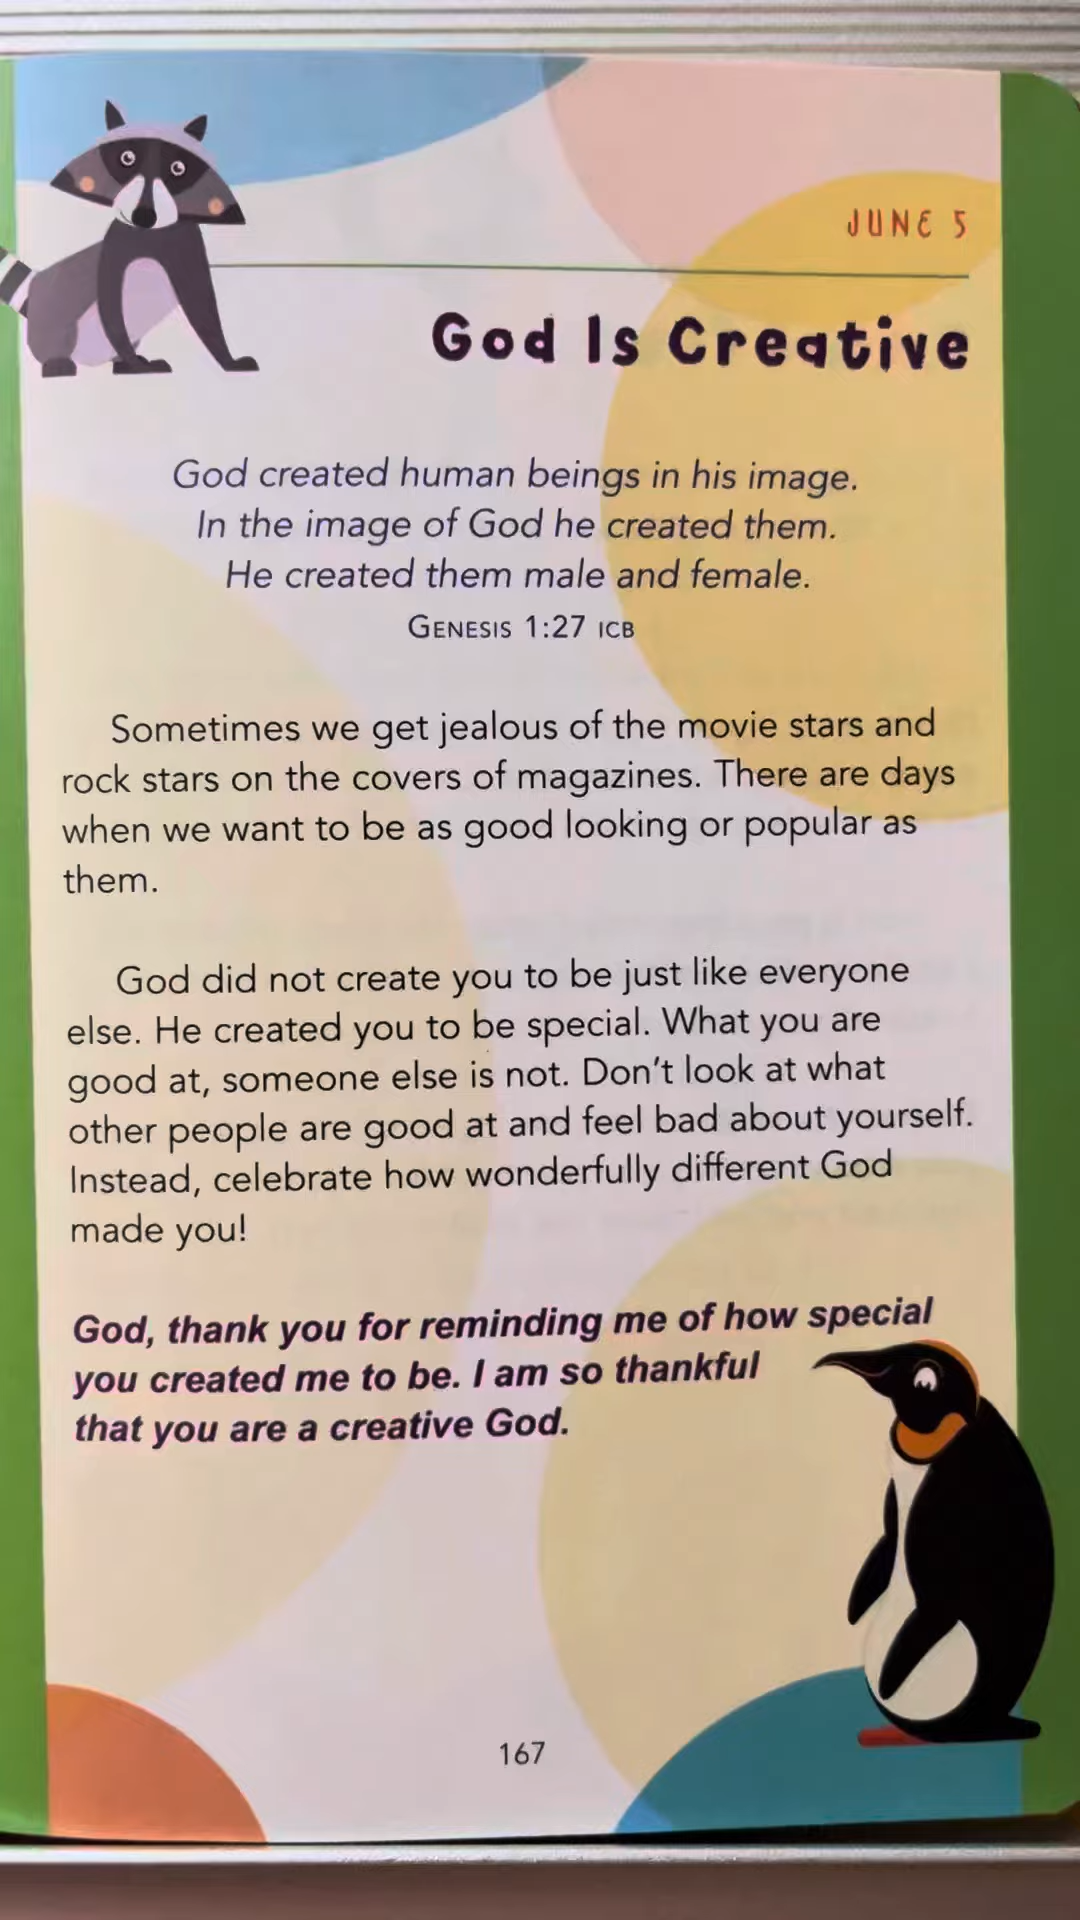 JUNE 5
God Is Creative
God created human beings in his image.
In the image of God he created them.
He created them male and female.
GENESIS 1:27 ICB
Sometimes we get jealous of the movie stars and
rock stars on the covers of magazines. There are days
when we want to be as good looking or popular as
them.
God did not create you to be just like everyone
else. He created you to be special. What you are
good at, someone else is not. Don't look at what
other people are good at and feel bad about yourself.
Instead, celebrate how wonderfully different God
made you!
God, thank you for reminding me of how special
you created me to be. I am so thankful
that you are a creative God.
167